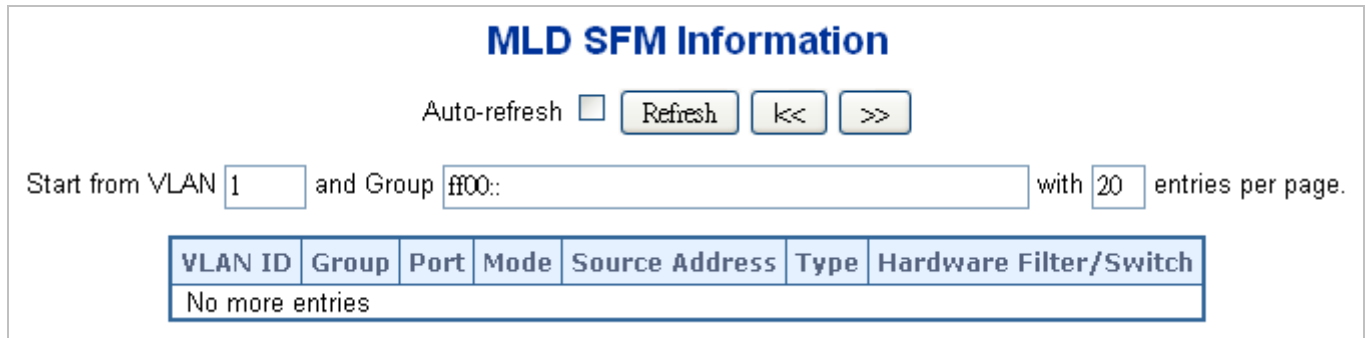 MLD SFM Information
Auto-refresh Refresh |<< >>
Start from VLAN 1 and Group ff00:: with 20 entries per page.
VLAN ID Group Port Mode Source Address Type Hardware Filter/Switch
No more entries